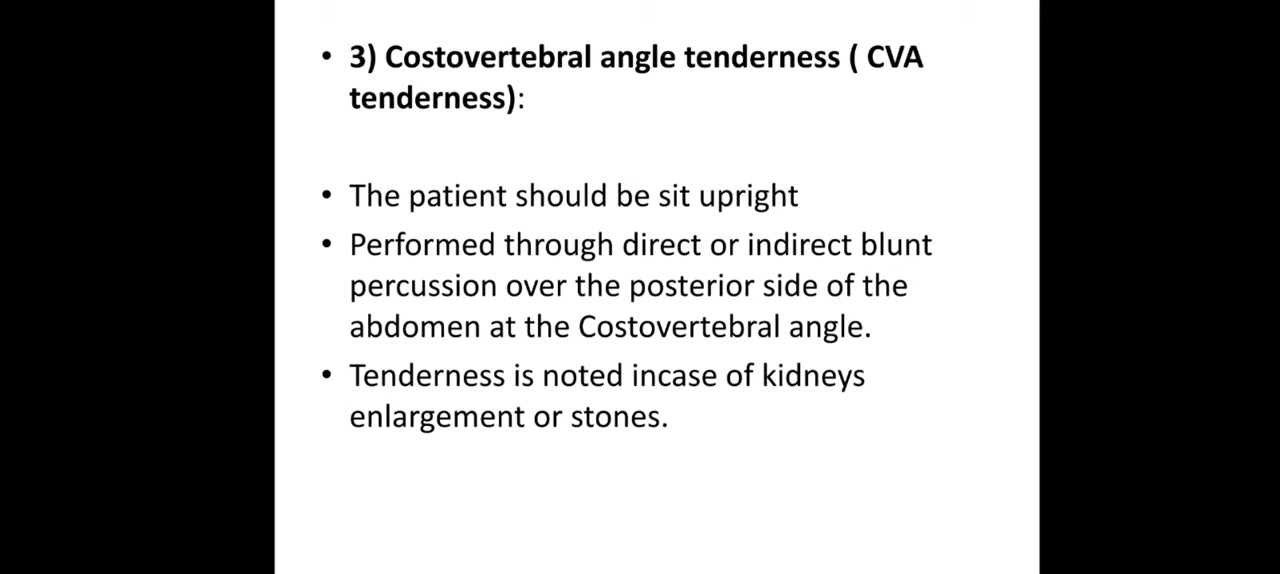 • 3) Costovertebral angle tenderness ( CVA
tenderness):
• The patient should be sit upright
• Performed through direct or indirect blunt
percussion over the posterior side of the
abdomen at the Costovertebral angle.
• Tenderness is noted incase of kidneys
enlargement or stones.